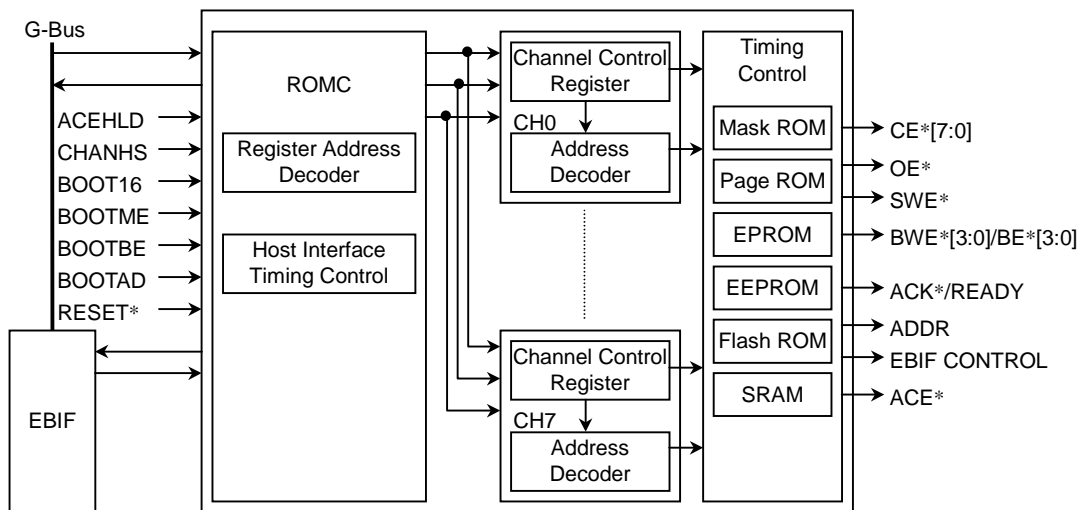 G-Bus
ACEHLD
CHANHS
BOOT16
BOOTME
BOOTBE
BOOTAD
RESET*
EBIF
ROMC
Register Address
Decoder
Host Interface
Timing Control
Channel Control
Register
CH0
Address
Decoder
Channel Control
Register
CH7
Address
Decoder
Timing
Control
Mask ROM
Page ROM
EPROM
EEPROM
Flash ROM
SRAM
CE*[7:0]
OE*
SWE*
BWE*[3:0]/BE*[3:0]
ACK*/READY
ADDR
EBIF CONTROL
ACE*